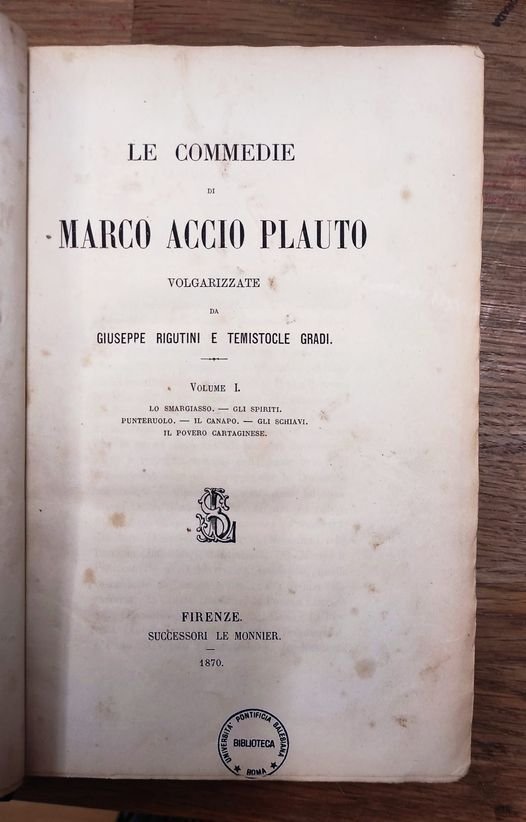 LE COMMEDIE
DI
MARCO ACCIO PLAUTO
VOLGARIZZATE
DA
GIUSEPPE RIGUTINI E TEMISTOCLE GRADI.
VOLUME I.
LO SMARGIASSO. — GLI SPIRITI.
PUNTERUOLO. — IL CANAPO. — GLI SCHIAVI.
IL POVERO CARTAGINESE.
FIRENZE.
SUCCESSORI LE MONNIER.
1870.
UNIVERSITÀ PONTIFICIA SALESIANA
BIBLIOTECA
ROMA